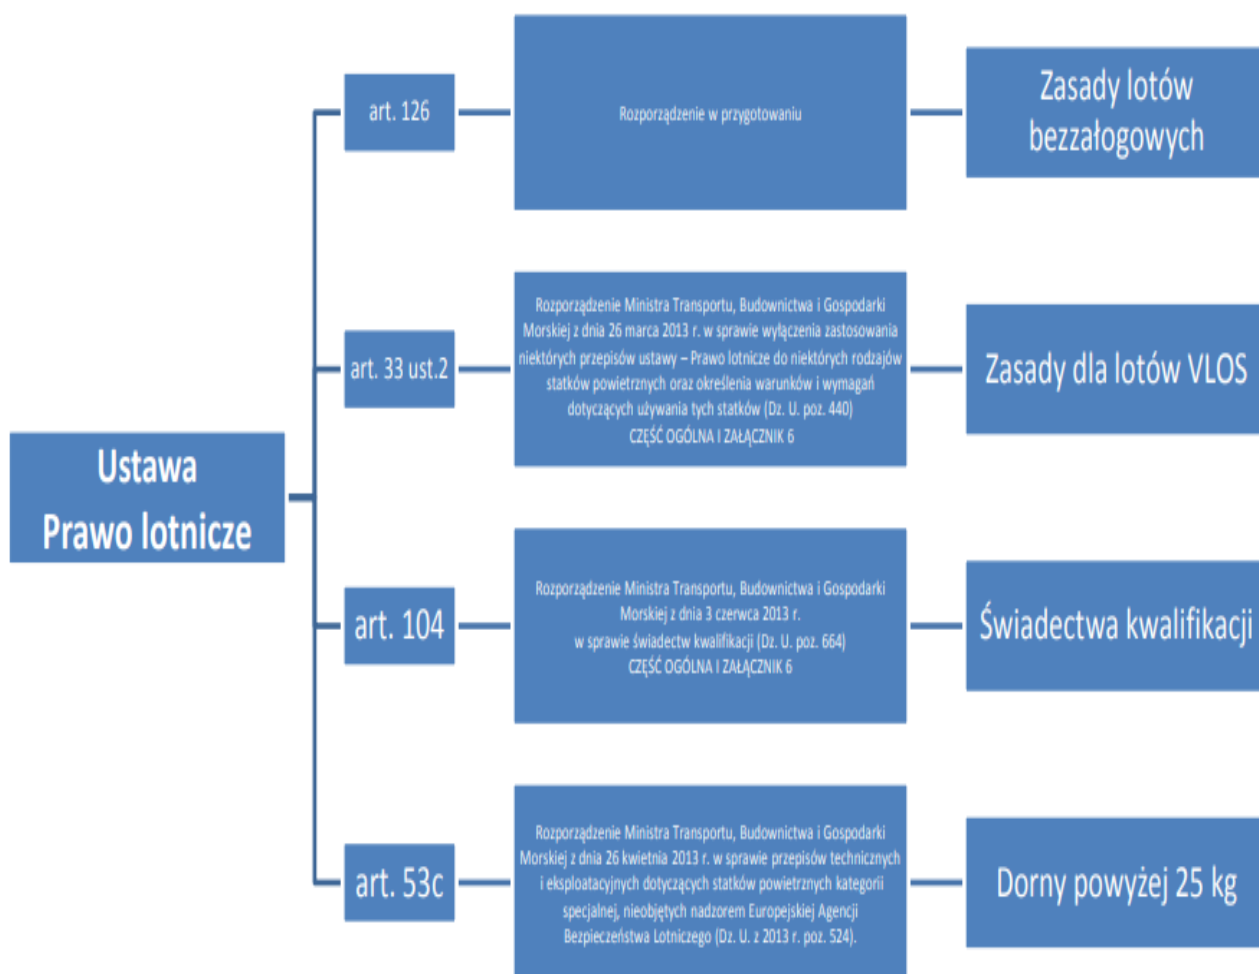 Ustawa
Prawo lotnicze
art. 126
Rozporządzenie w przygotowaniu
Zasady lotów
bezzałogowych
art. 33 ust.2
Rozporządzenie Ministra Transportu, Budownictwa i Gospodarki
Morskiej z dnia 26 marca 2013 r. w sprawie wyłączenia zastosowania
niektórych przepisów ustawy – Prawo lotnicze do niektórych rodzajów
statków powietrznych oraz określenia warunków i wymagań
dotyczących używania tych statków (Dz. U. poz. 440)
CZĘŚĆ OGÓLNA I ZAŁĄCZNIK 6
Zasady dla lotów VLOS
art. 104
Rozporządzenie Ministra Transportu, Budownictwa i Gospodarki
Morskiej z dnia 3 czerwca 2013 r.
w sprawie świadectw kwalifikacji (Dz. U. poz. 664)
CZĘŚĆ OGÓLNA I ZAŁĄCZNIK 6
Świadectwa kwalifikacji
art. 53c
Rozporządzenie Ministra Transportu, Budownictwa i Gospodarki
Morskiej z dnia 26 kwietnia 2013 r. w sprawie przepisów technicznych
i eksploatacyjnych dotyczących statków powietrznych kategorii
specjalnej, nieobjętych nadzorem Europejskiej Agencji
Bezpieczeństwa Lotniczego (Dz. U. z 2013 r. poz. 524).
Dorny powyżej 25 kg